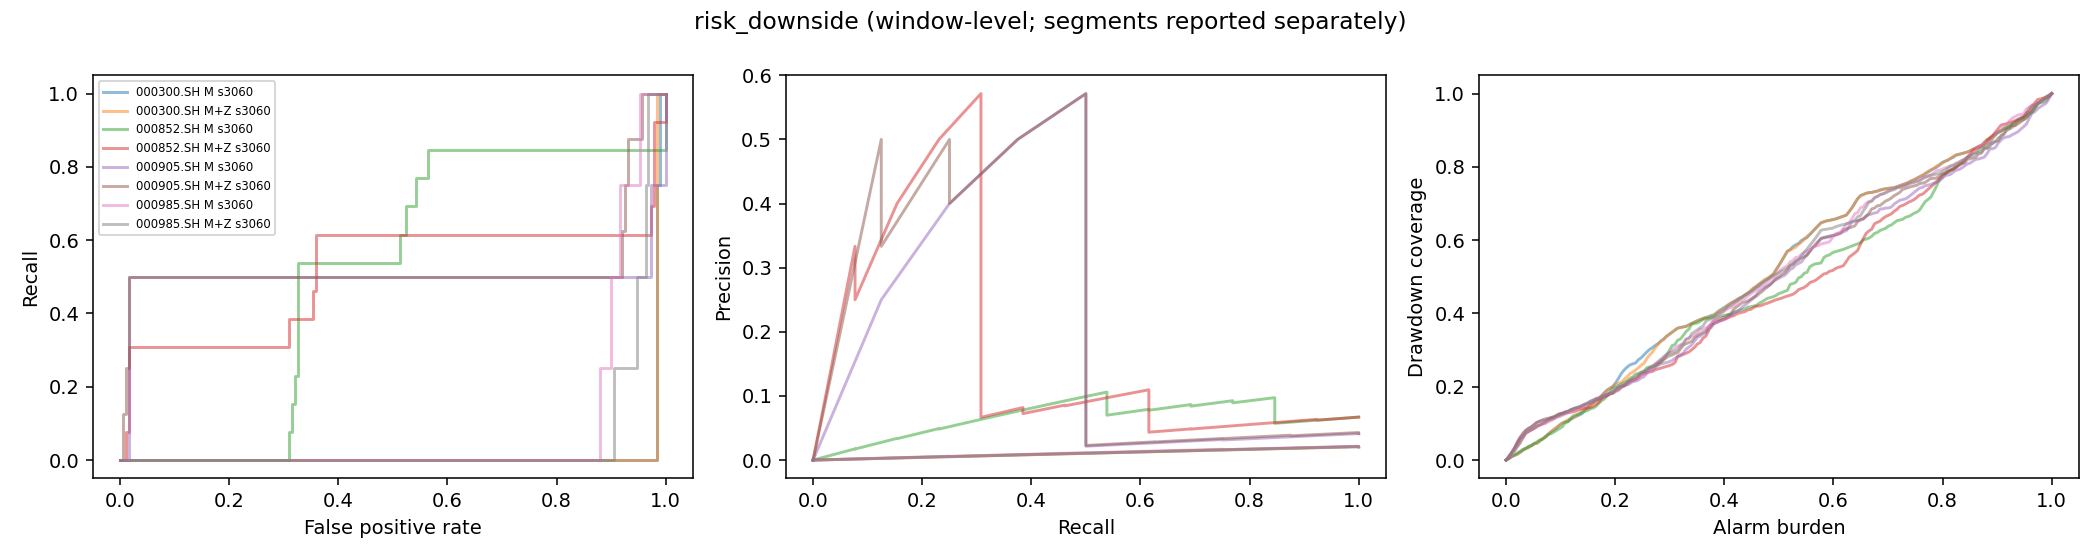 risk_downside (window-level; segments reported separately)
1.0
0.8
0.6
0.4
0.2
0.0
Recall
000300.SH M s3060
000300.SH M+Z s3060
000852.SH M s3060
000852.SH M+Z s3060
000905.SH M s3060
000905.SH M+Z s3060
000985.SH M s3060
000985.SH M+Z s3060
0.0 0.2 0.4 0.6 0.8 1.0
False positive rate
0.6
0.5
0.4
0.3
0.2
0.1
0.0
Precision
0.0 0.2 0.4 0.6 0.8 1.0
Recall
1.0
0.8
0.6
0.4
0.2
0.0
Drawdown coverage
0.0 0.2 0.4 0.6 0.8 1.0
Alarm burden